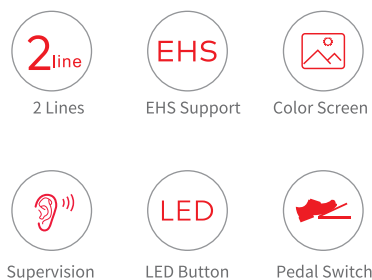 2line
EHS
2 Lines
EHS Support
Color Screen
LED
Supervision
LED Button
Pedal Switch